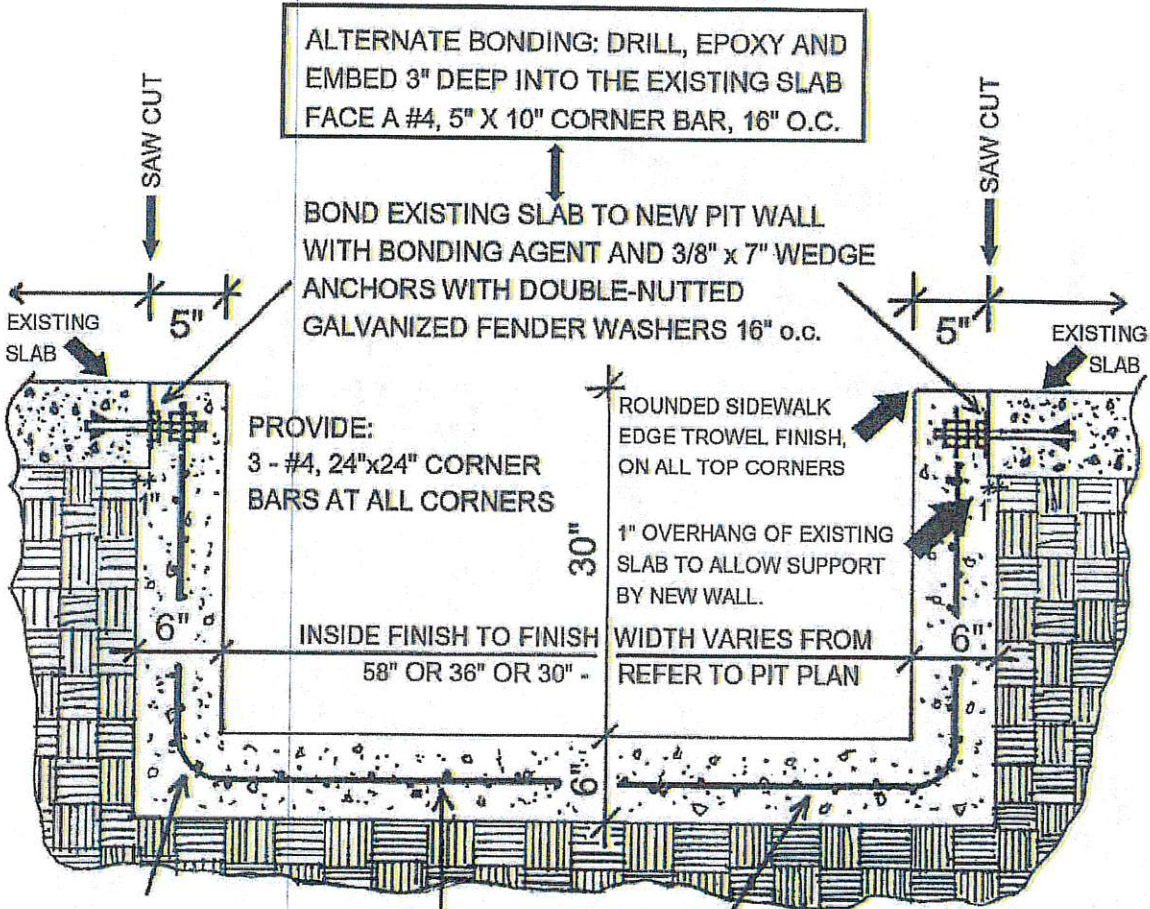 ALTERNATE BONDING: DRILL, EPOXY AND
EMBED 3" DEEP INTO THE EXISTING SLAB
FACE A #4, 5" X 10" CORNER BAR, 16" O.C.
SAW CUT
SAW CUT
BOND EXISTING SLAB TO NEW PIT WALL
WITH BONDING AGENT AND 3/8" x 7" WEDGE
ANCHORS WITH DOUBLE-NUTTED
GALVANIZED FENDER WASHERS 16" o.c.
5"
5"
EXISTING
SLAB
EXISTING
SLAB
PROVIDE:
3 - #4, 24"x24" CORNER
BARS AT ALL CORNERS
ROUNDED SIDEWALK
EDGE TROWEL FINISH,
ON ALL TOP CORNERS
1"
1"
30"
1" OVERHANG OF EXISTING
SLAB TO ALLOW SUPPORT
BY NEW WALL.
6"
6"
INSIDE FINISH TO FINISH WIDTH VARIES FROM
58" OR 36" OR 30" - REFER TO PIT PLAN
6"